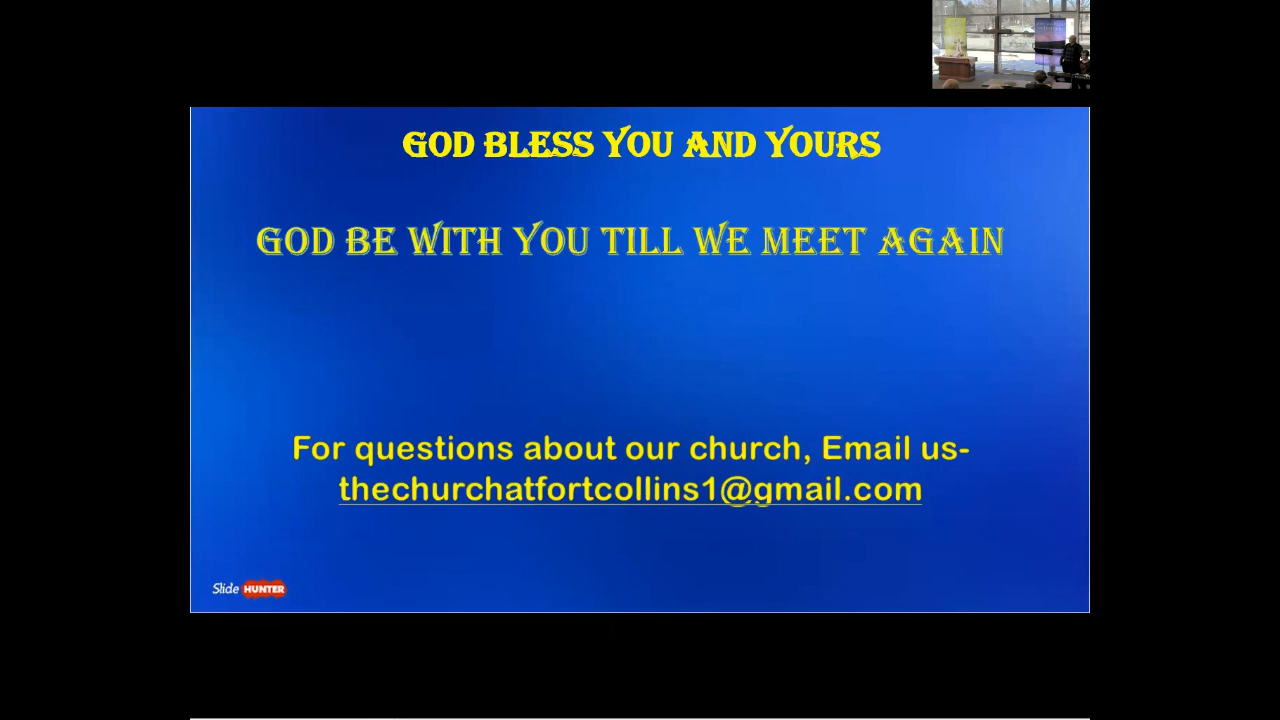 GOD BLESS YOU AND YOURS
GOD BE WITH YOU TILL WE MEET AGAIN
For questions about our church, Email us-
thechurchatfortcollins1@gmail.com
Slide HUNTER